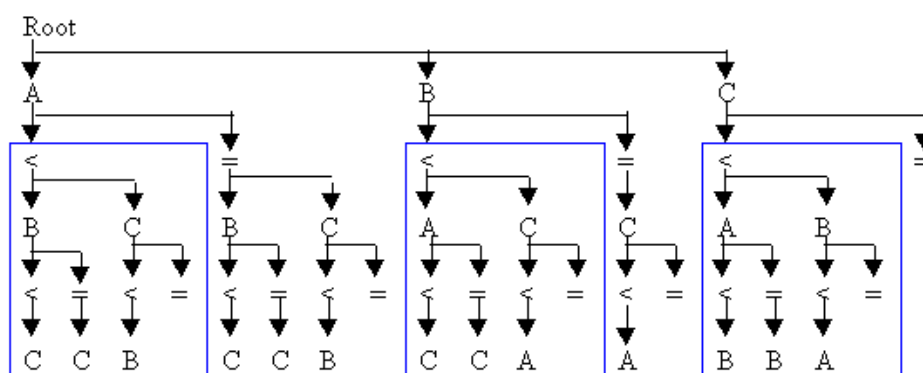 Root
A B C
< = < = < =
B C B C A C C A B
< = < = < = < = < = < = < = < = < =
C C B C C B C C A A B B A